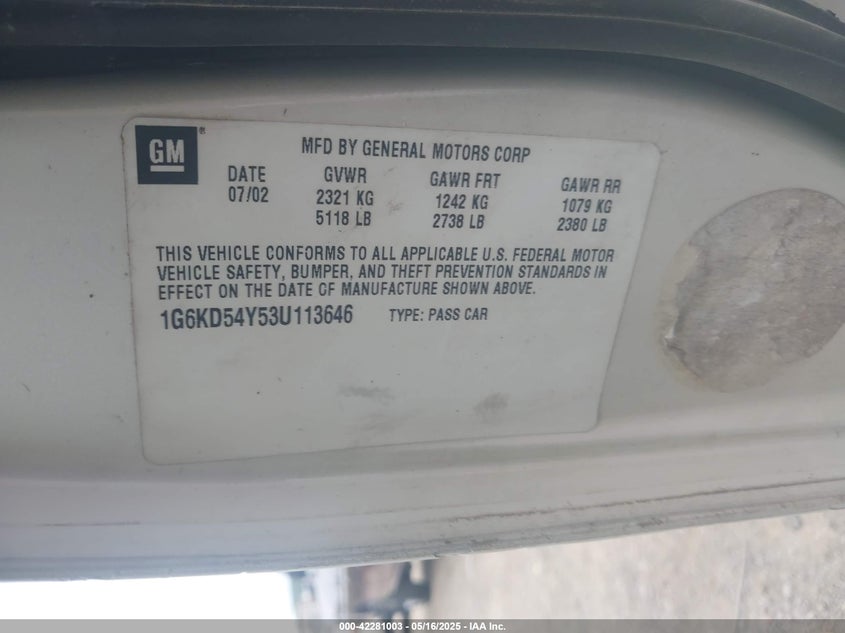 GM®
MFD BY GENERAL MOTORS CORP
DATE GVWR GAWR FRT GAWR RR
07/02 2321 KG 1242 KG 1079 KG
5118 LB 2738 LB 2380 LB
THIS VEHICLE CONFORMS TO ALL APPLICABLE U.S. FEDERAL MOTOR
VEHICLE SAFETY, BUMPER, AND THEFT PREVENTION STANDARDS IN
EFFECT ON THE DATE OF MANUFACTURE SHOWN ABOVE.
1G6KD54Y53U113646 TYPE: PASS CAR
000-42281003 - 05/16/2025 - IAA Inc.